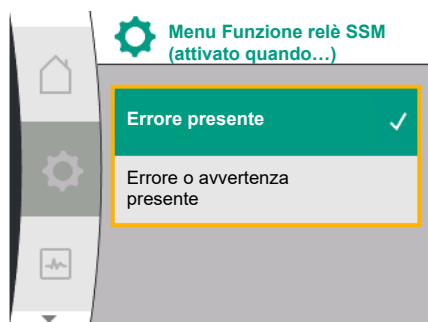 Menu Funzione relè SSM
(attivato quando...)
Errore presente
Errore o avvertenza
presente